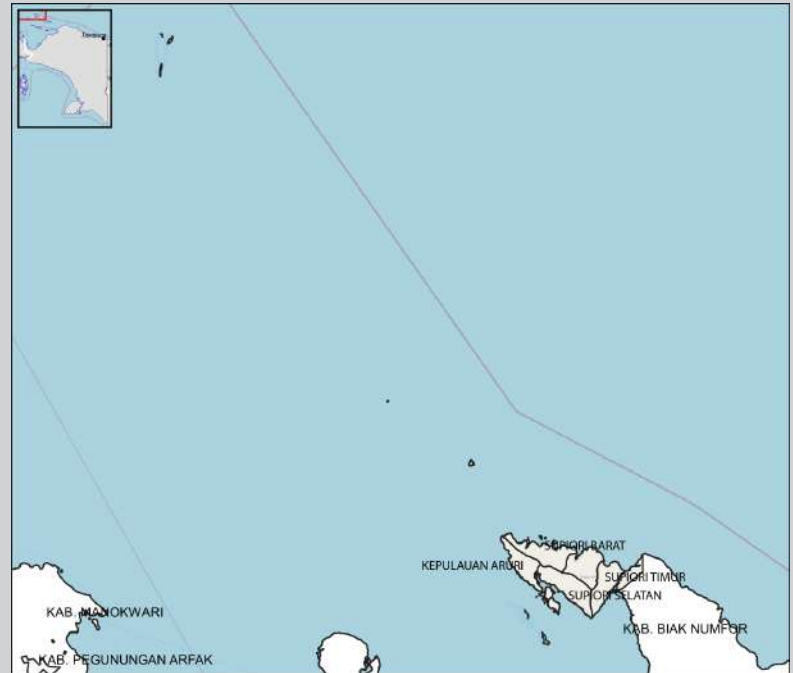 SUPIORI BARAT
KEPULAUAN ARURI
SUPIORI TIMUR
SUPIORI SELATAN
KAB. MANOKWARI
KAB. BIAK NUMFOR
KAB. PEGUNUNGAN ARFAK